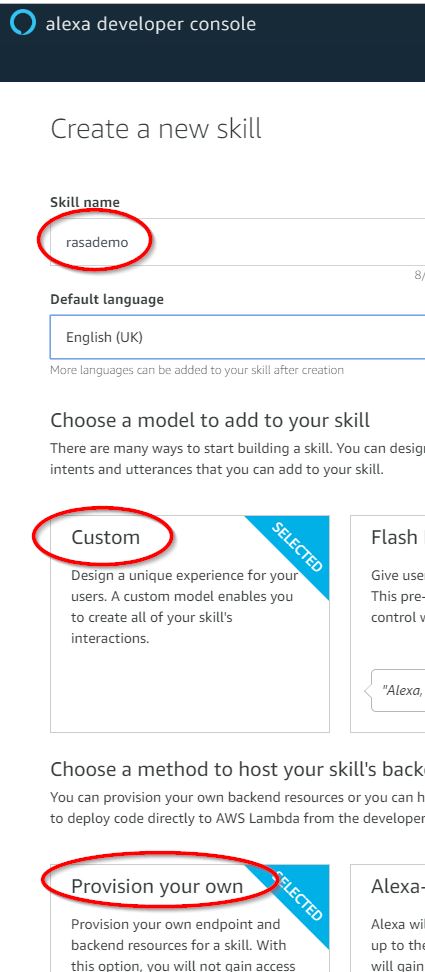 alexa developer console
Create a new skill
Skill name
rasademo
8/
Default language
English (UK)
More languages can be added to your skill after creation
Choose a model to add to your skill
There are many ways to start building a skill. You can design
intents and utterances that you can add to your skill.
Custom
SELECTED
Design a unique experience for your
users. A custom model enables you
to create all of your skill's
interactions.
Flash
Give use
This pre-
control
"Alexa,
Choose a method to host your skill's back
You can provision your own backend resources or you can h
to deploy code directly to AWS Lambda from the developer
Provision your own
SELECTED
Provision your own endpoint and
backend resources for a skill. With
this option, you will not gain access
Alexa-
Alexa wil
up to the
will gain